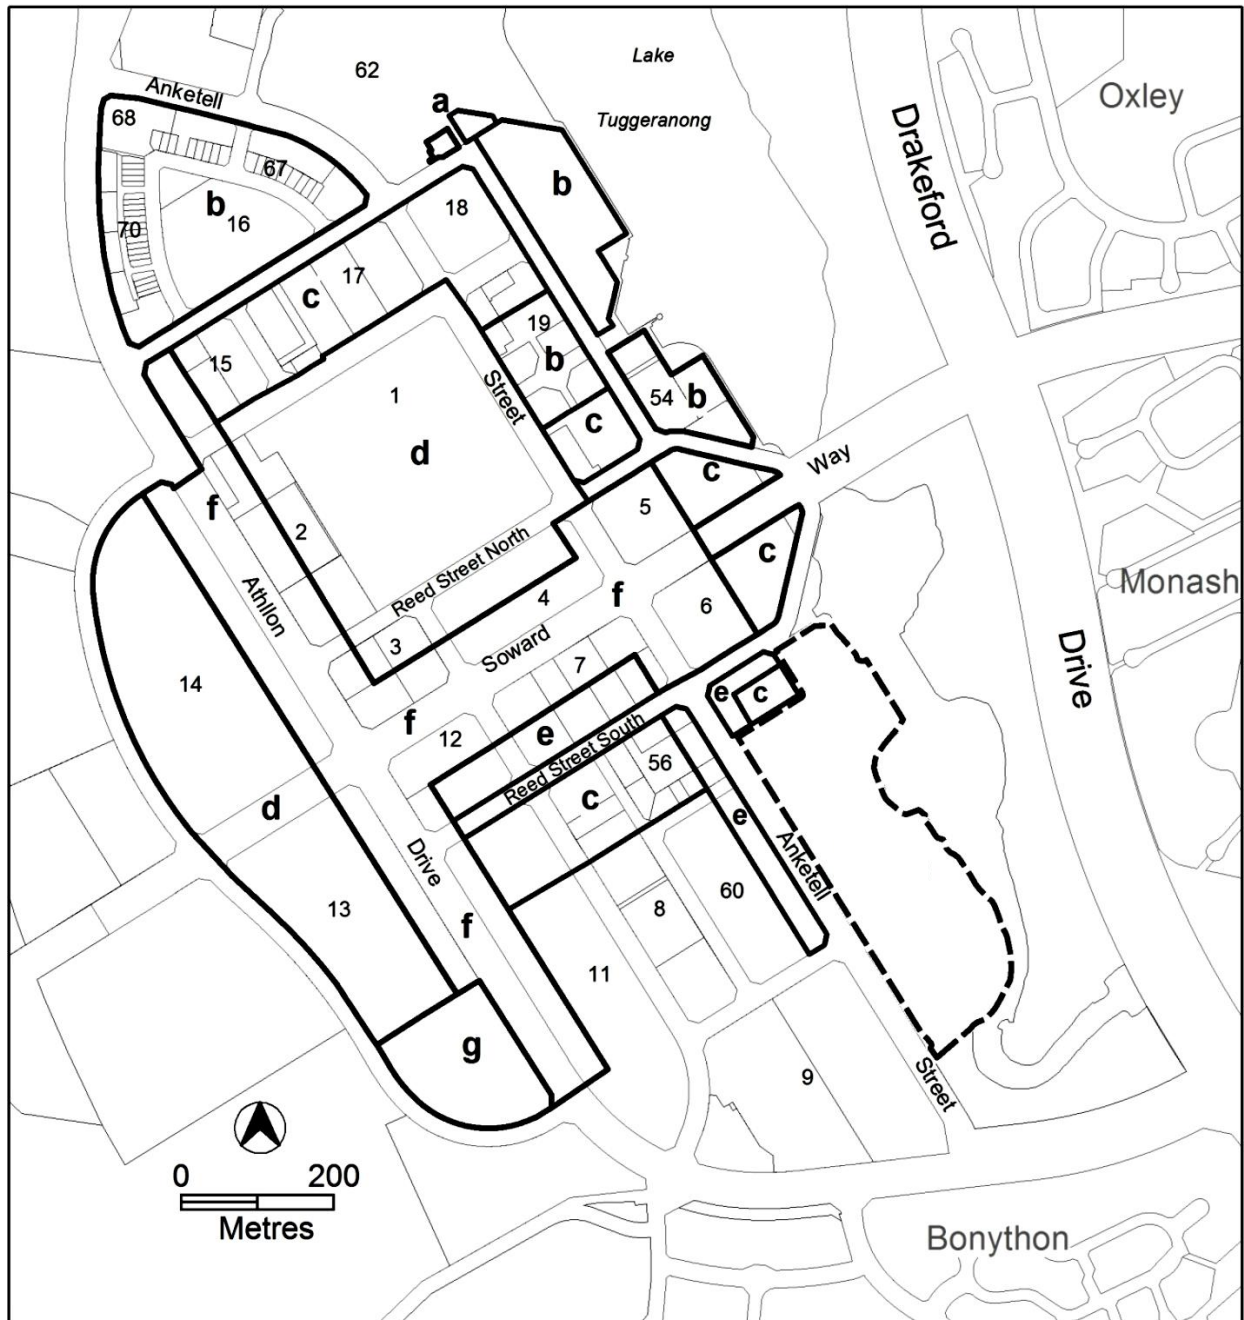 Lake
62
Oxley
Anketell
a
68
Tuggeranong
Drakeford
67
b
b
18
16
70
17
c
19
15
b
Street
1
54
b
c
d
Way
c
f
5
2
c
Reed Street North
Monash
Athllon
4
f
6
3
Soward
7
Drive
14
e
c
f
12
e
Reed Street South
56
c
d
e
Drive
Anketell
60
13
8
f
11
g
9
Street
0 200
Metres
Bonython